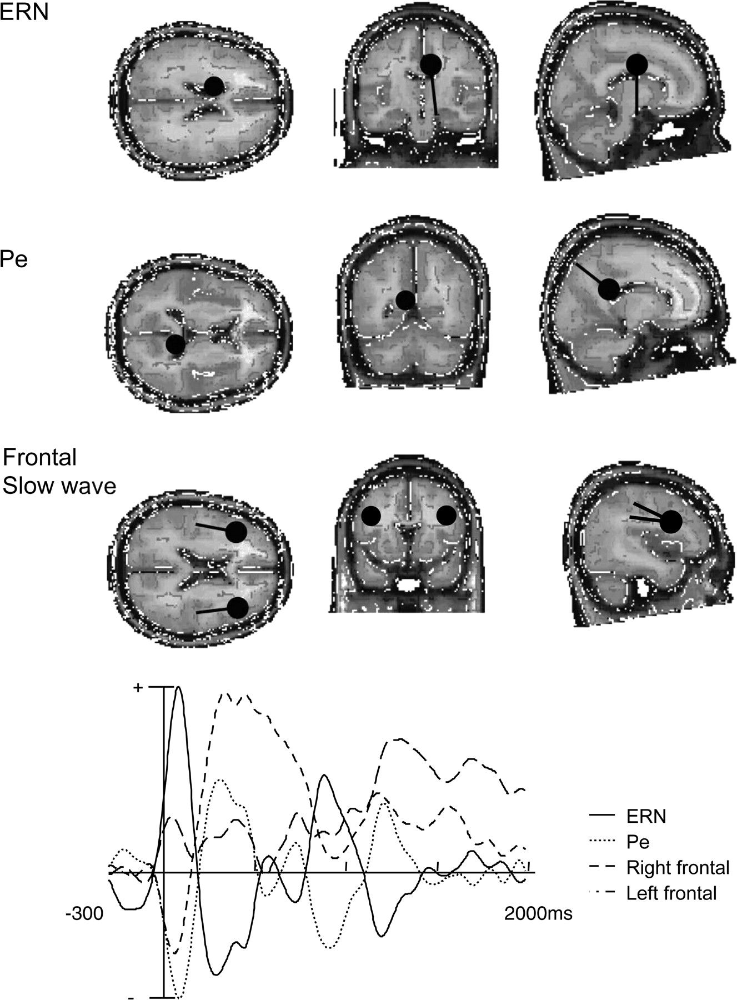 ERN
Pe
Frontal
Slow wave
+
-
-300
2000ms
ERN
Pe
Right frontal
Left frontal